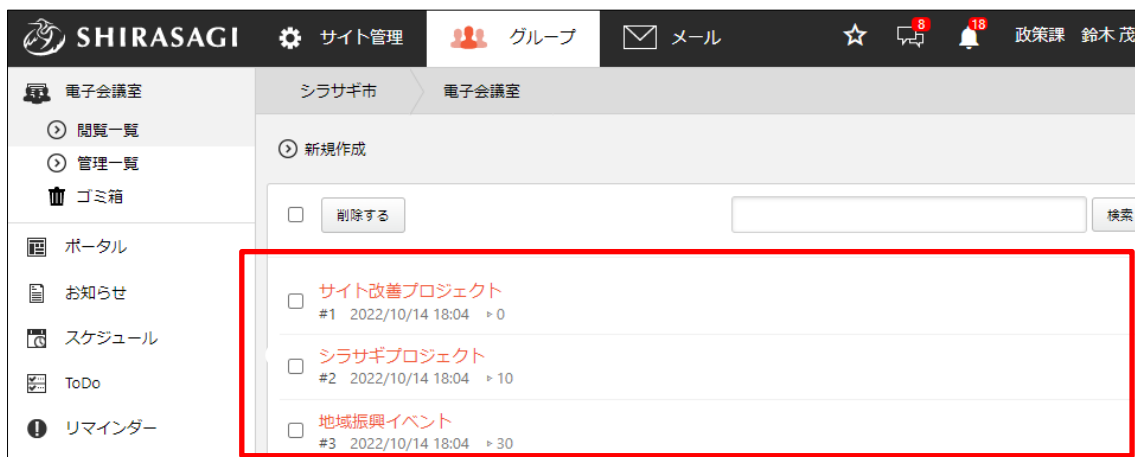 SHIRASAGI サイト管理 グループ メール 8 18 政策課 鈴木 茂
電子会議室
閲覧一覧
管理一覧
ゴミ箱
ポータル
お知らせ
スケジュール
ToDo
リマインダー
シラサギ市 電子会議室
新規作成
削除する 検索
サイト改善プロジェクト
#1 2022/10/14 18:04 ▹0
シラサギプロジェクト
#2 2022/10/14 18:04 ▹10
地域振興イベント
#3 2022/10/14 18:04 ▹30